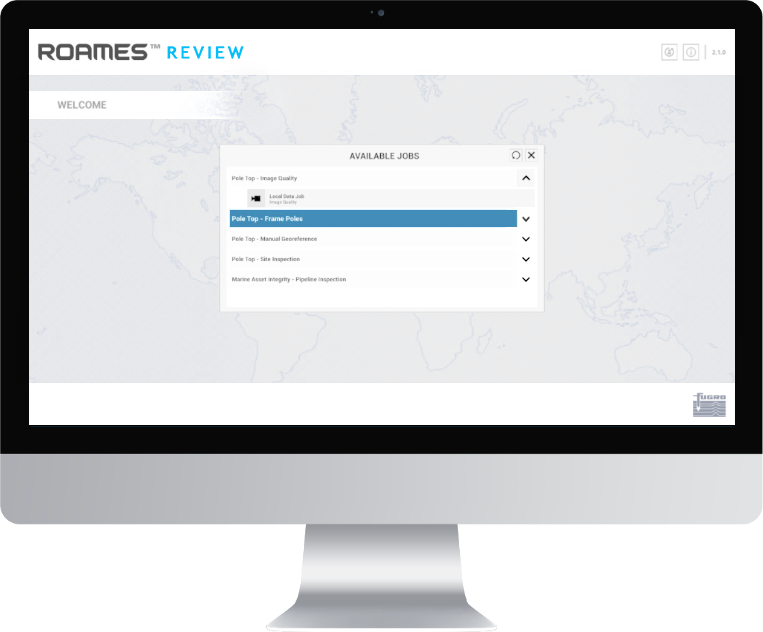 ROAMES™ REVIEW
2.1.0
WELCOME
AVAILABLE JOBS
Pole Top - Image Quality
Local Data Job
Image Quality
Pole Top - Frame Poles
Pole Top - Manual Georeference
Pole Top - Site Inspection
Marine Asset Integrity - Pipeline Inspection
fUGRO